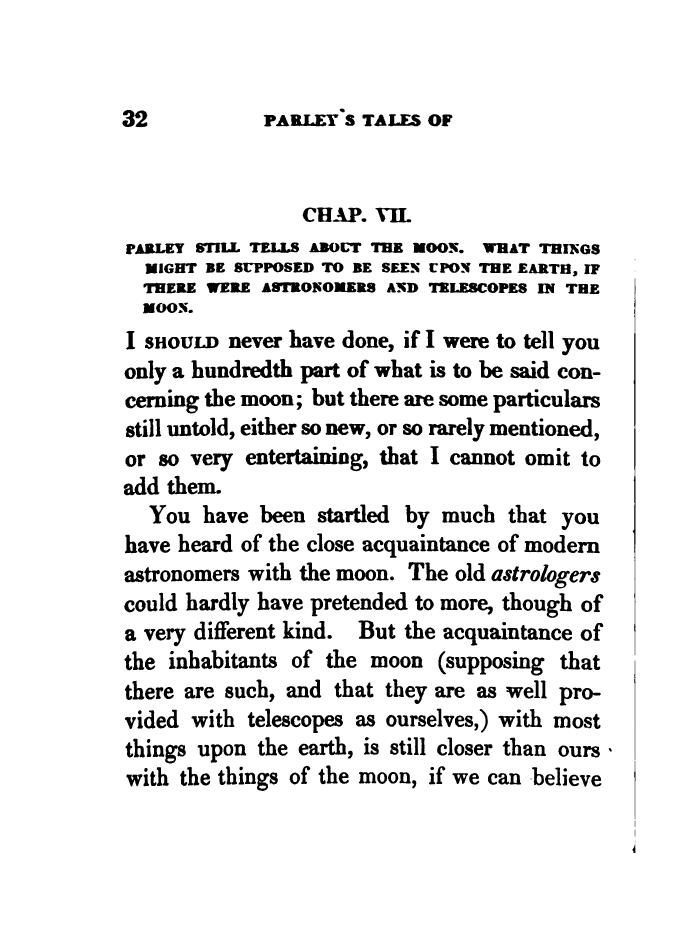 32 PARLEY'S TALES OF
CHAP. VII.
PARLEY STILL TELLS ABOUT THE MOON. WHAT THINGS
MIGHT BE SUPPOSED TO BE SEEN UPON THE EARTH, IF
THERE WERE ASTRONOMERS AND TELESCOPES IN THE
MOON.
I SHOULD never have done, if I were to tell you
only a hundredth part of what is to be said con-
cerning the moon; but there are some particulars
still untold, either so new, or so rarely mentioned,
or so very entertaining, that I cannot omit to
add them.
You have been startled by much that you
have heard of the close acquaintance of modern
astronomers with the moon. The old astrologers
could hardly have pretended to more, though of
a very different kind. But the acquaintance of
the inhabitants of the moon (supposing that
there are such, and that they are as well pro-
vided with telescopes as ourselves,) with most
things upon the earth, is still closer than ours
with the things of the moon, if we can believe